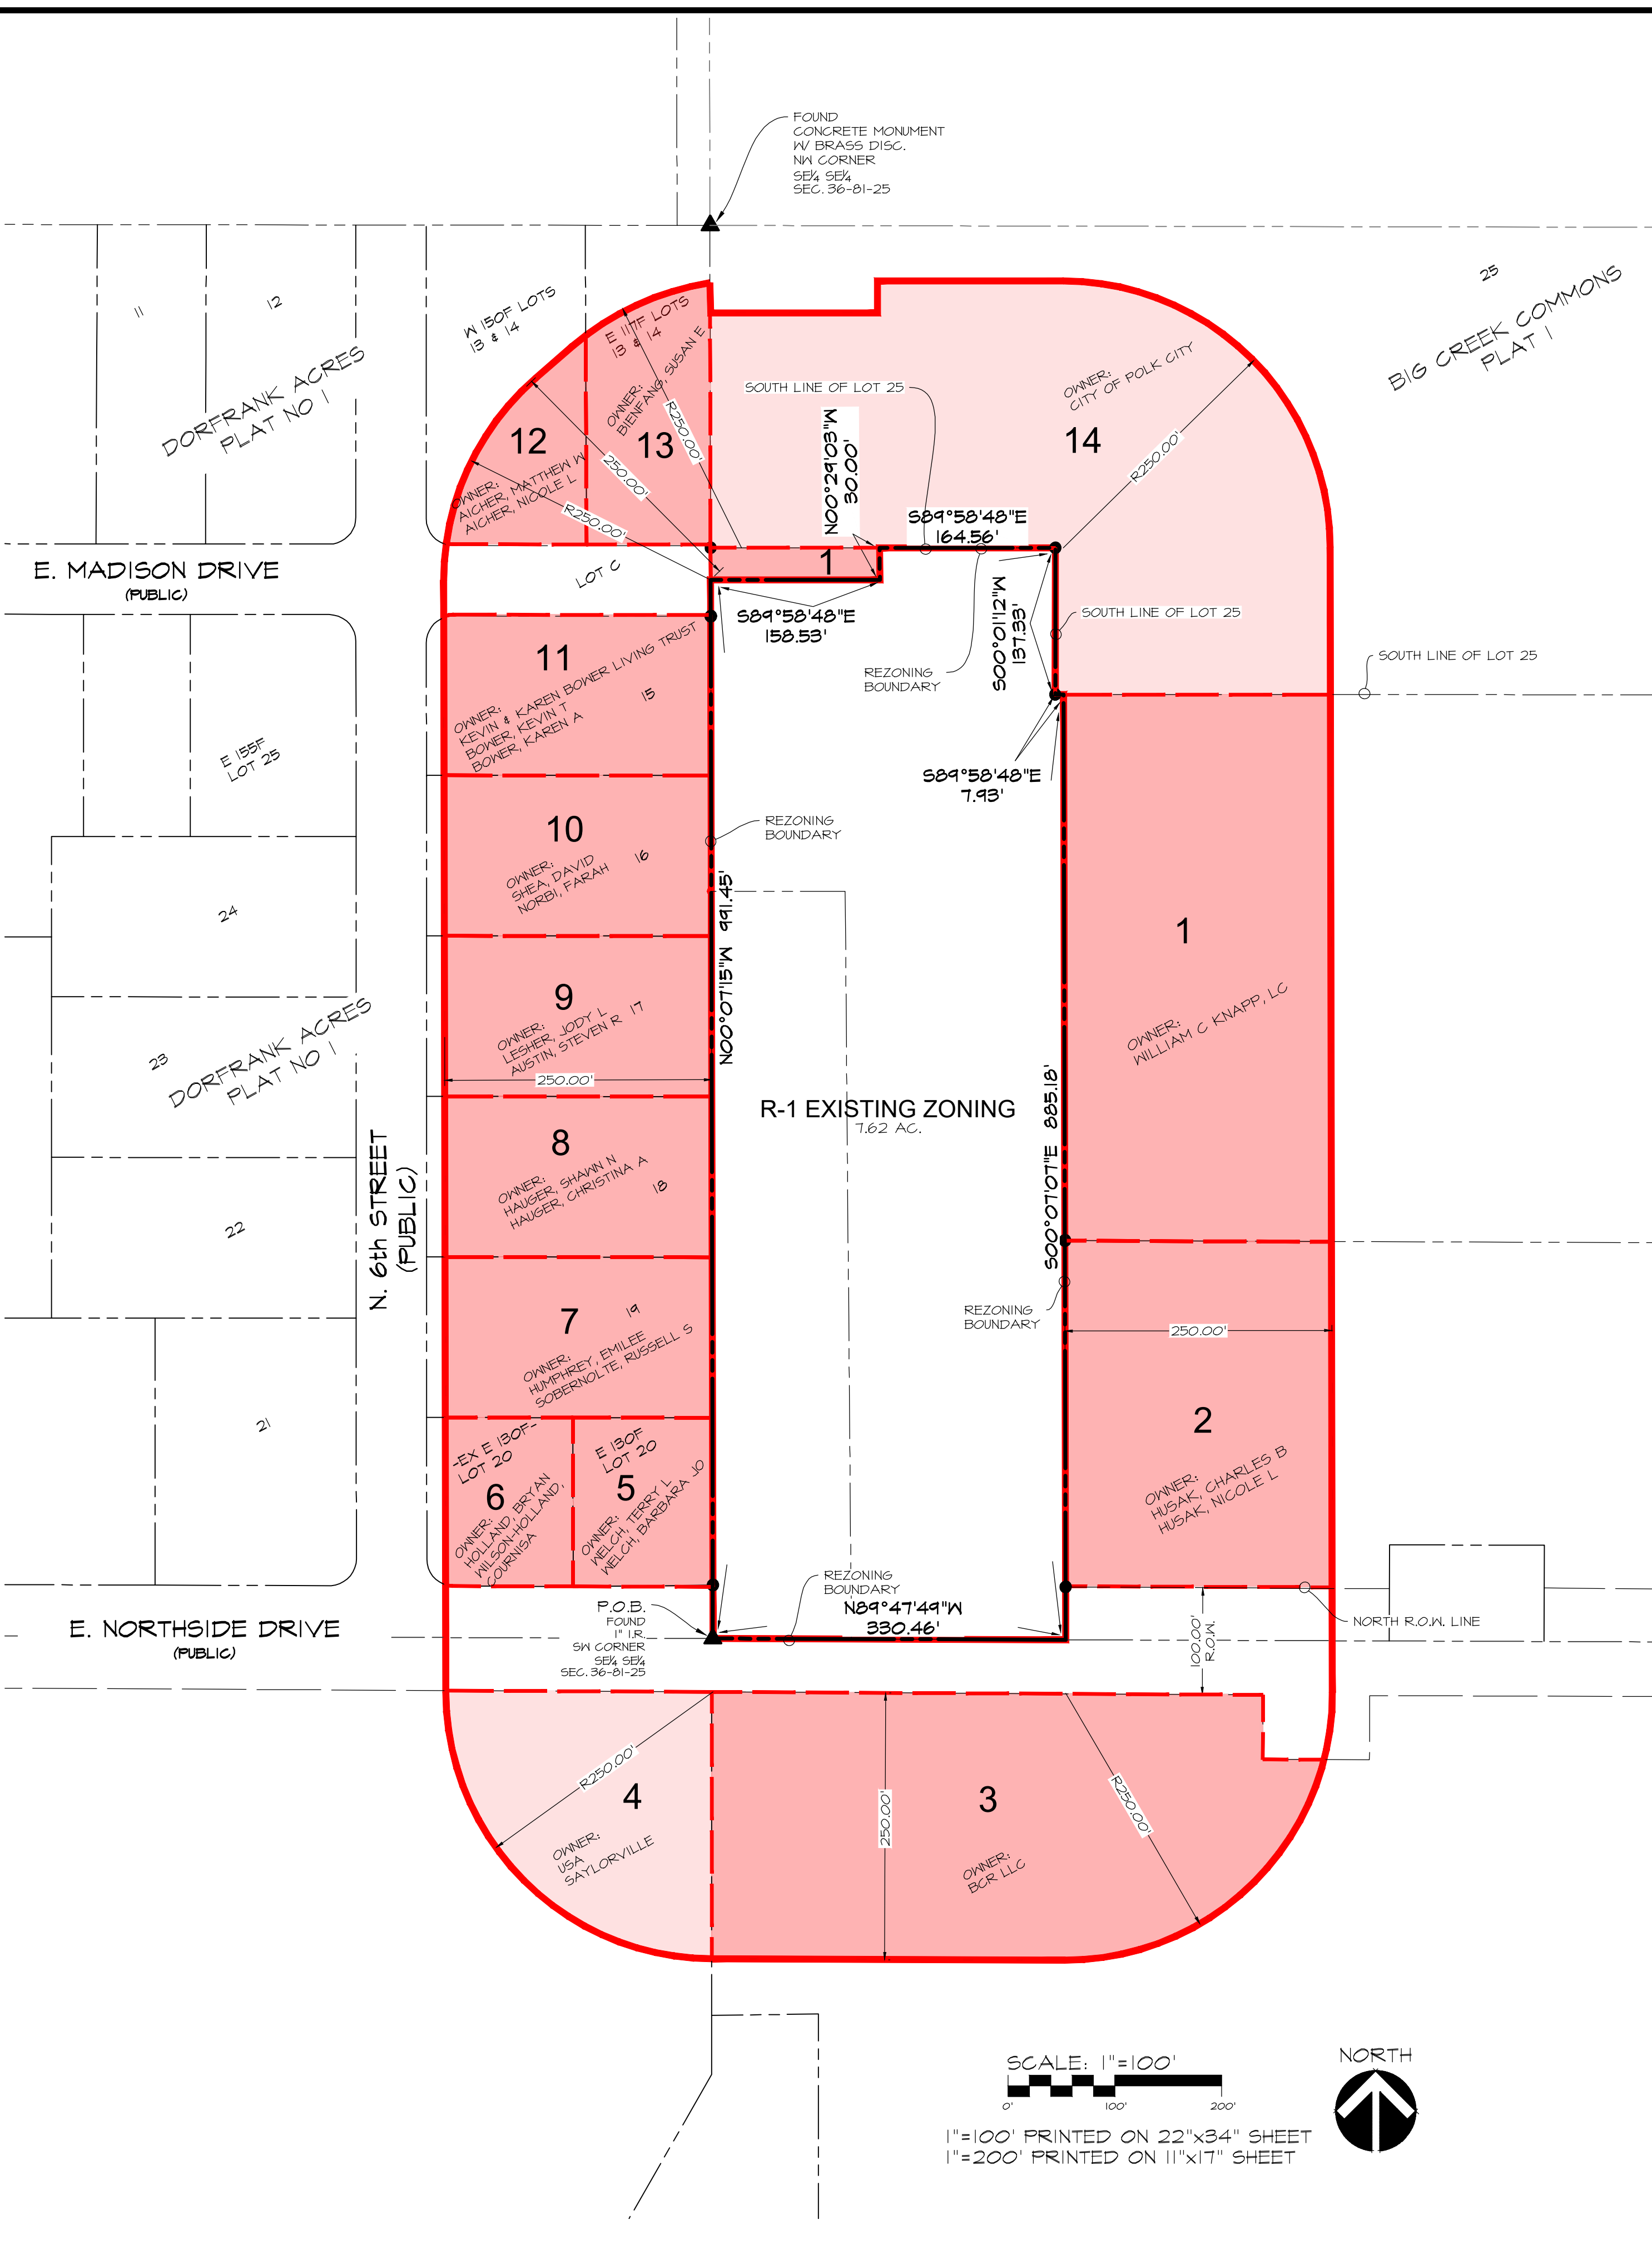 FOUND
CONCRETE MONUMENT
W/ BRASS DISC.
NW CORNER
SE¼ SE¼
SEC. 36-81-25
11
12
DORFRANK ACRES
PLAT NO 1
W 150F LOTS
13 & 14
E 117F LOTS
13 & 14
OWNER:
BIENFANG, SUSAN E
13
R250.00'
12
OWNER:
AICHER, MATTHEW W
AICHER, NICOLE L
250.00'
R250.00'
SOUTH LINE OF LOT 25
N00°29'03"W
30.00'
OWNER:
CITY OF POLK CITY
14
R250.00'
25
BIG CREEK COMMONS
PLAT 1
S89°58'48"E
164.56'
1
E. MADISON DRIVE
(PUBLIC)
LOT C
S89°58'48"E
158.53'
S00°01'12"W
137.33'
SOUTH LINE OF LOT 25
REZONING
BOUNDARY
SOUTH LINE OF LOT 25
11
15
OWNER:
KEVIN & KAREN BOWER LIVING TRUST
BOWER, KEVIN T
BOWER, KAREN A
E 155F
LOT 25
S89°58'48"E
7.93'
10
16
OWNER:
SHEA, DAVID
NORBI, FARAH
REZONING
BOUNDARY
N00°07'15"W 991.45'
24
1
OWNER:
WILLIAM C KNAPP, LC
9
OWNER:
LESHER, JODY L
AUSTIN, STEVEN R 17
250.00'
23
DORFRANK ACRES
PLAT NO 1
R-1 EXISTING ZONING
7.62 AC.
S00°07'07"E 885.18'
8
OWNER:
HAUGER, SHAWN N
HAUGER, CHRISTINA A
18
22
N. 6th STREET
(PUBLIC)
7
19
OWNER:
HUMPHREY, EMILEE
SOBERNOLTE, RUSSELL S
REZONING
BOUNDARY
250.00'
21
-EX E 130F-
LOT 20
6
OWNER:
HOLLAND, BRYAN
WILSON-HOLLAND,
COURNISA
E 130F
LOT 20
5
OWNER:
WELCH, TERRY L
WELCH, BARBARA JO
2
OWNER:
HUSAK, CHARLES B
HUSAK, NICOLE L
E. NORTHSIDE DRIVE
(PUBLIC)
P.O.B.
FOUND
1" I.R.
SW CORNER
SE¼ SE¼
SEC. 36-81-25
REZONING
BOUNDARY
N89°47'49"W
330.46'
100.00'
R.O.W.
NORTH R.O.W. LINE
R250.00'
4
OWNER:
USA
SAYLORVILLE
250.00'
3
OWNER:
BCR LLC
R250.00'
SCALE: 1"=100'
0'
100'
200'
1"=100' PRINTED ON 22"x34" SHEET
1"=200' PRINTED ON 11"x17" SHEET
NORTH